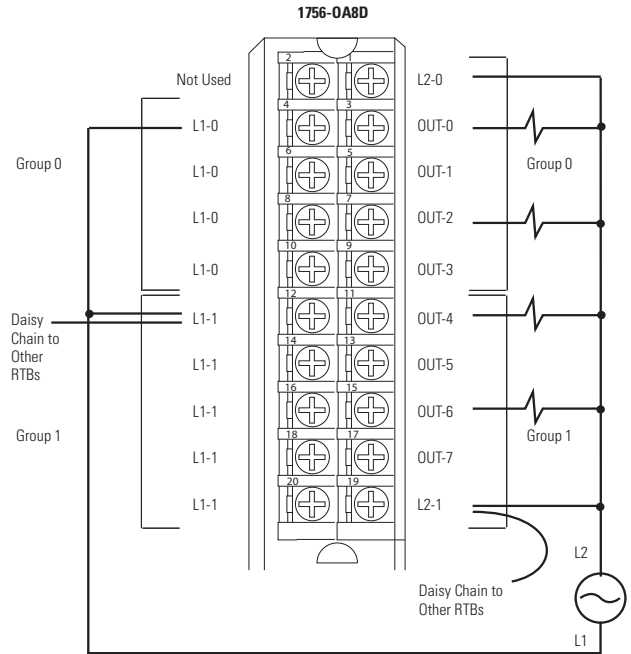 1756-OA8D
2 1
Not Used L2-0
4 3
L1-0 OUT-0
Group 0 Group 0
6 5
L1-0 OUT-1
8 7
L1-0 OUT-2
10 9
L1-0 OUT-3
12 11
L1-1 OUT-4
Daisy
Chain to
Other
RTBs
14 13
L1-1 OUT-5
16 15
L1-1 OUT-6
Group 1 Group 1
18 17
L1-1 OUT-7
20 19
L1-1 L2-1
L2
Daisy Chain to
Other RTBs
L1